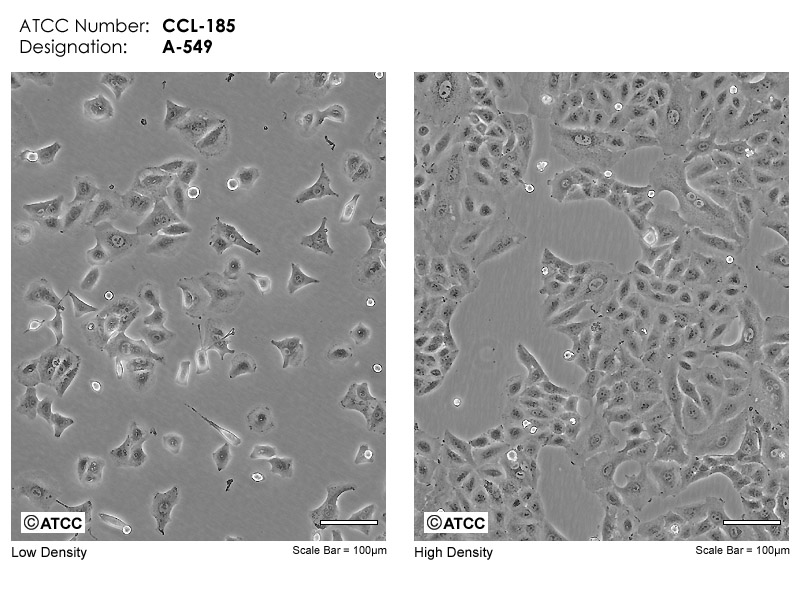 ATCC Number: CCL-185
Designation: A-549
©ATCC
©ATCC
Low Density
Scale Bar = 100µm
High Density
Scale Bar = 100µm